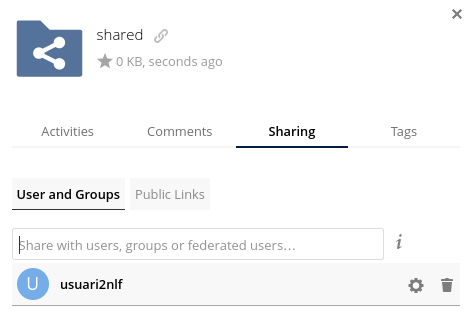 shared
0 KB, seconds ago
Activities Comments Sharing Tags
User and Groups Public Links
Share with users, groups or federated users...
i
U usuari2nlf